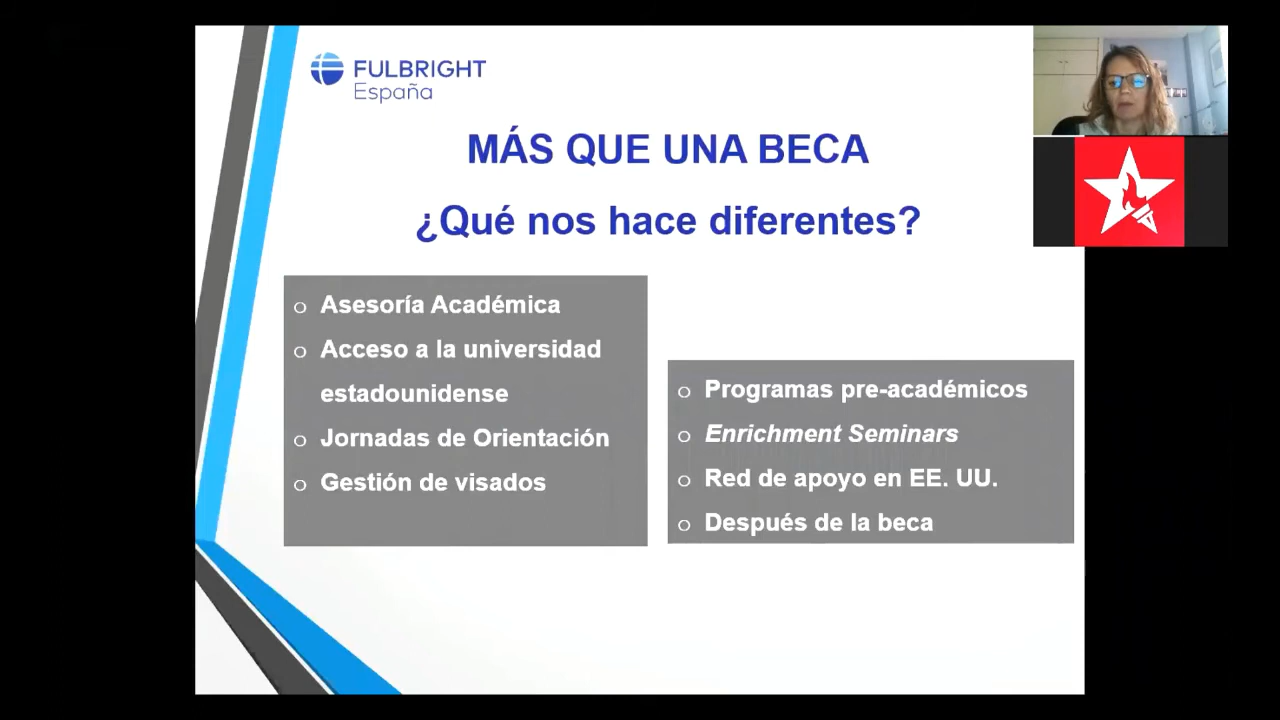 FULBRIGHT
España
MÁS QUE UNA BECA
¿Qué nos hace diferentes?
o Asesoría Académica
o Acceso a la universidad
estadounidense
o Jornadas de Orientación
o Gestión de visados
o Programas pre-académicos
o Enrichment Seminars
o Red de apoyo en EE. UU.
o Después de la beca